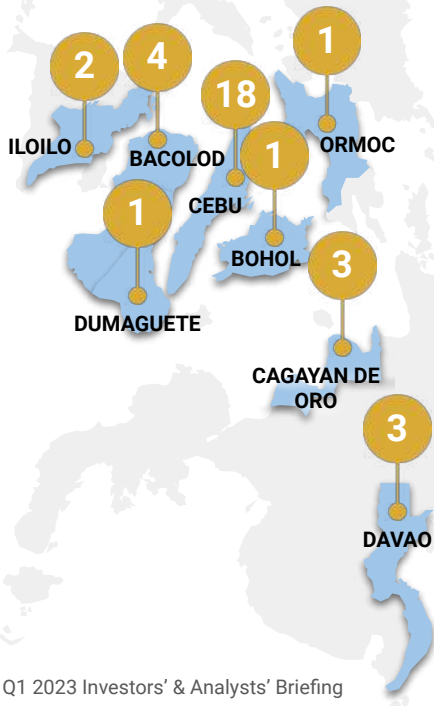 1
4
2
18
ILOILO
BACOLOD
ORMOC
1
CEBU
1
BOHOL
3
DUMAGUETE
CAGAYAN DE
ORO
3
DAVAO
Q1 2023 Investors' & Analysts' Briefing